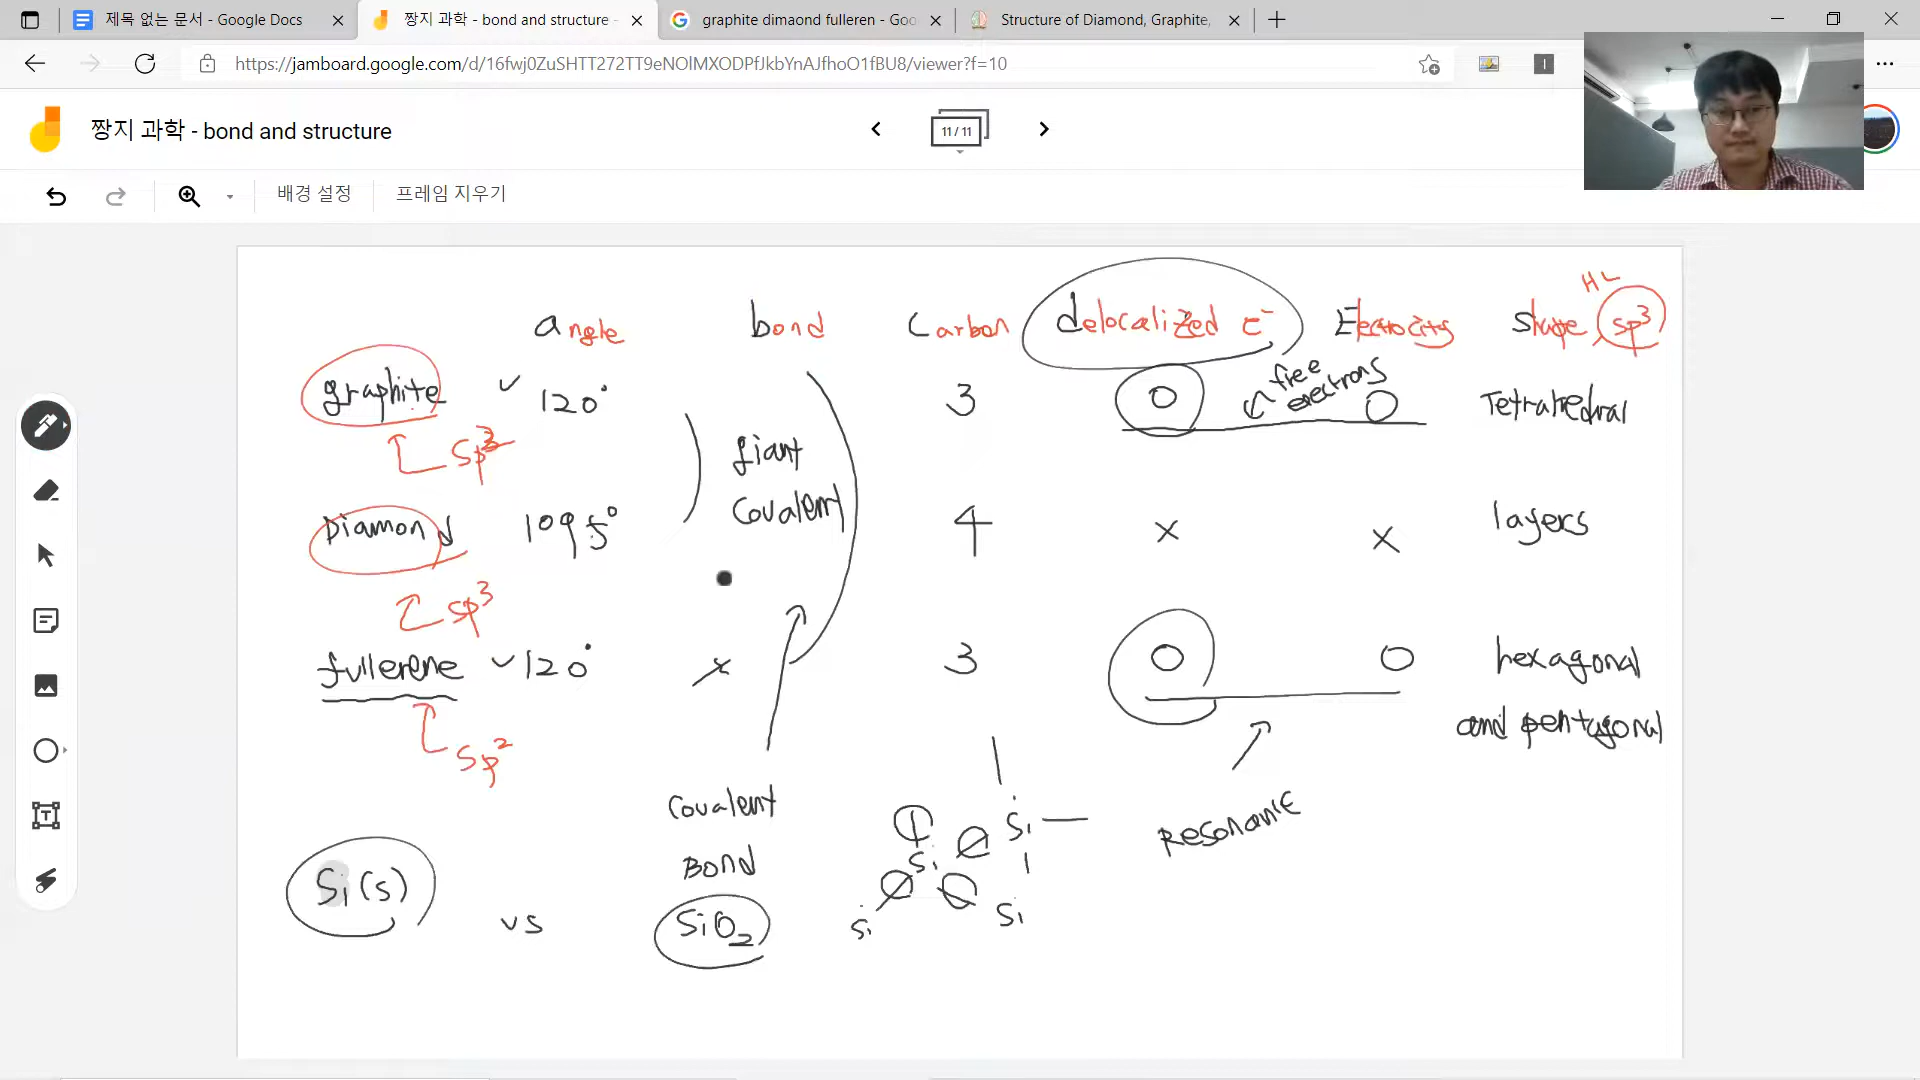 제목 없는 문서 - Google Docs
짱지 과학 - bond and structure -
graphite dimaond fulleren - Goo
Structure of Diamond, Graphite,
https://jamboard.google.com/d/16fwj0ZuSHTT272TT9eNOlMXODPfJkbYnAJfhoO1fBU8/viewer?f=10
짱지 과학 - bond and structure
11 / 11
배경 설정
프레임 지우기
HL
angle bond Carbon delocalized e- Electrocity Shape sp3
graphite ✓ 120° 3 O free electrons O Tetrahedral
sp3
giant
covalent
Diamond 109.5° 4 × × layers
sp3
fullerene ✓ 120° × 3 O O hexagonal
and pentagonal
sp2
Covalent
Bond
Resonance
Si
Si
Si(s) vs SiO2 Si Si